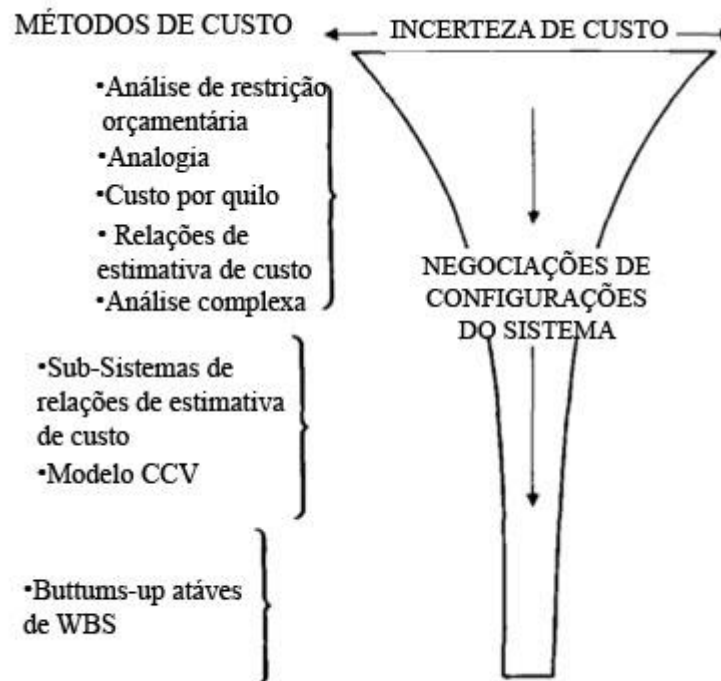 MÉTODOS DE CUSTO
INCERTEZA DE CUSTO
•Análise de restrição
orçamentária
•Analogia
•Custo por quilo
• Relações de
estimativa de custo
•Análise complexa
NEGOCIAÇÕES DE
CONFIGURAÇÕES
DO SISTEMA
•Sub-Sistemas de
relações de estimativa
de custo
•Modelo CCV
•Buttums-up atáves
de WBS